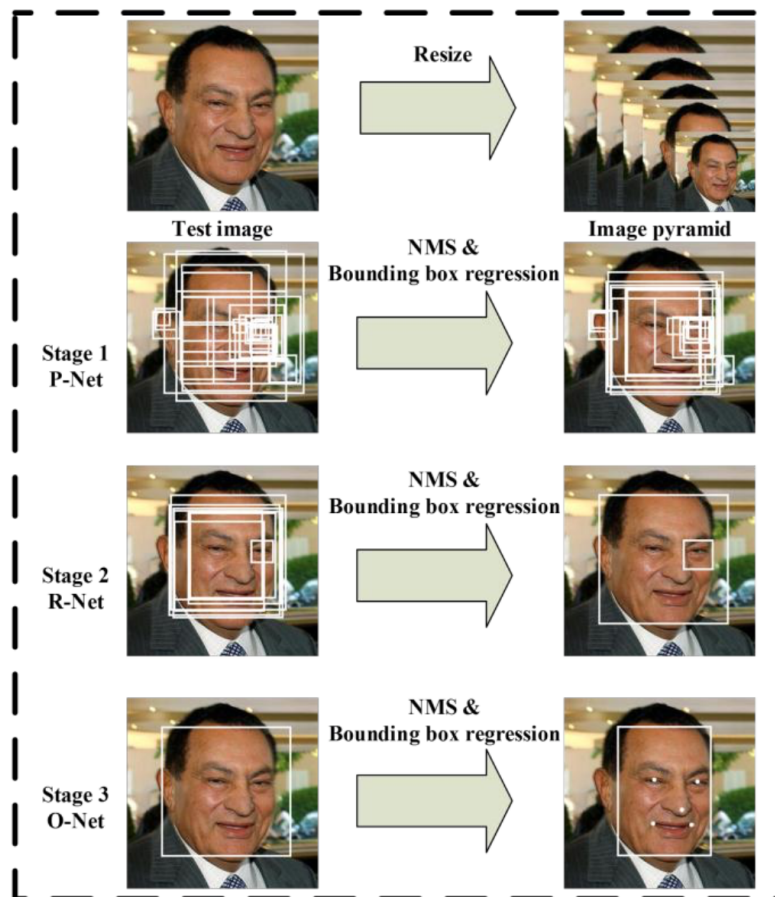 Resize
Test image
Image pyramid
NMS &
Bounding box regression
Stage 1
P-Net
NMS &
Bounding box regression
Stage 2
R-Net
NMS &
Bounding box regression
Stage 3
O-Net